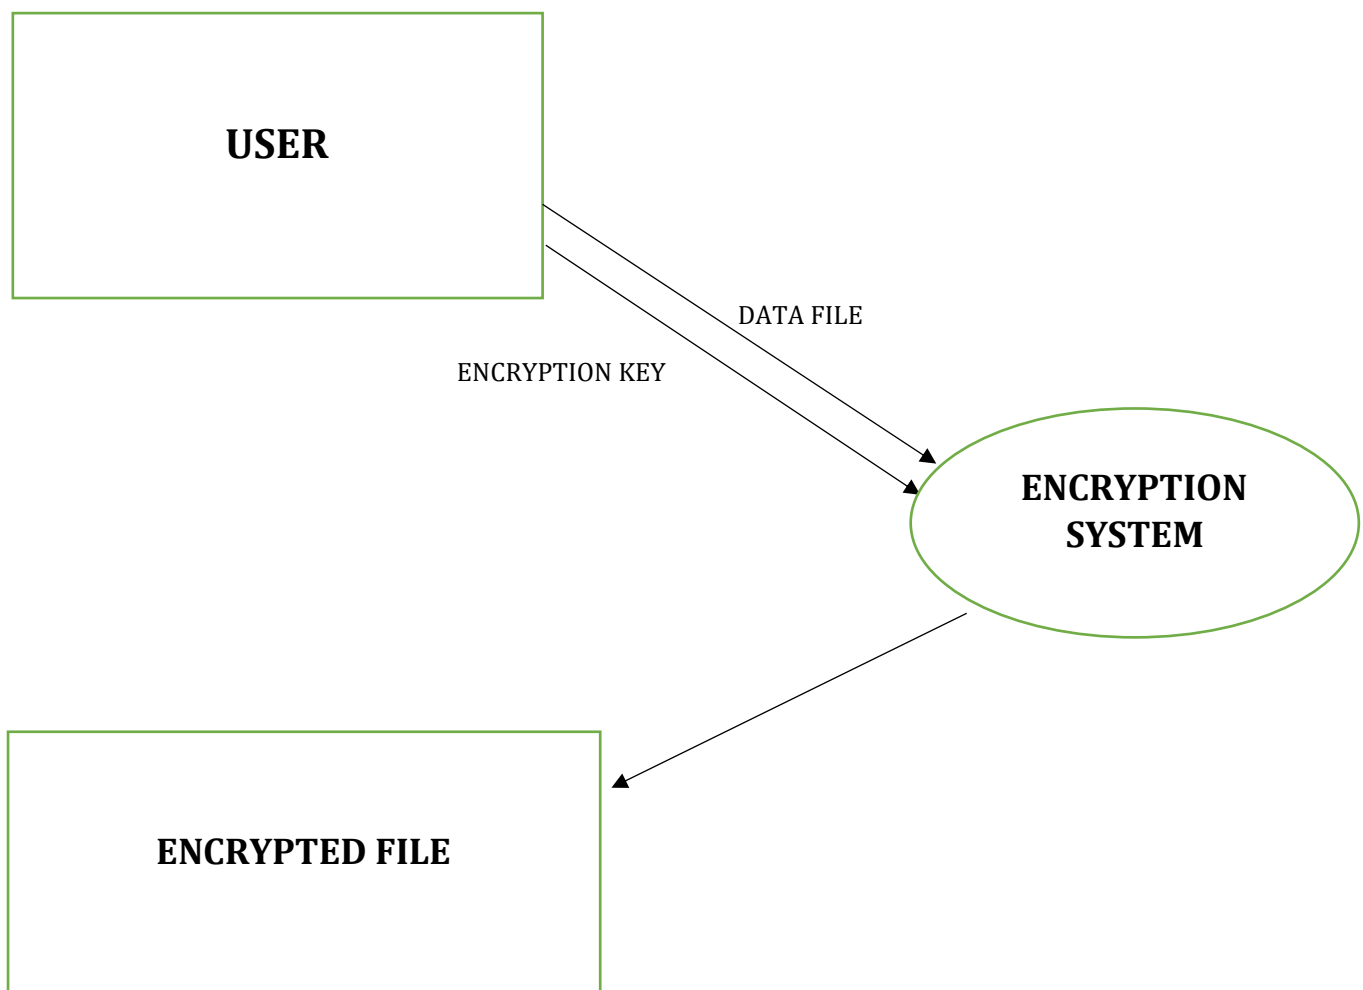 USER
DATA FILE
ENCRYPTION KEY
ENCRYPTION
SYSTEM
ENCRYPTED FILE